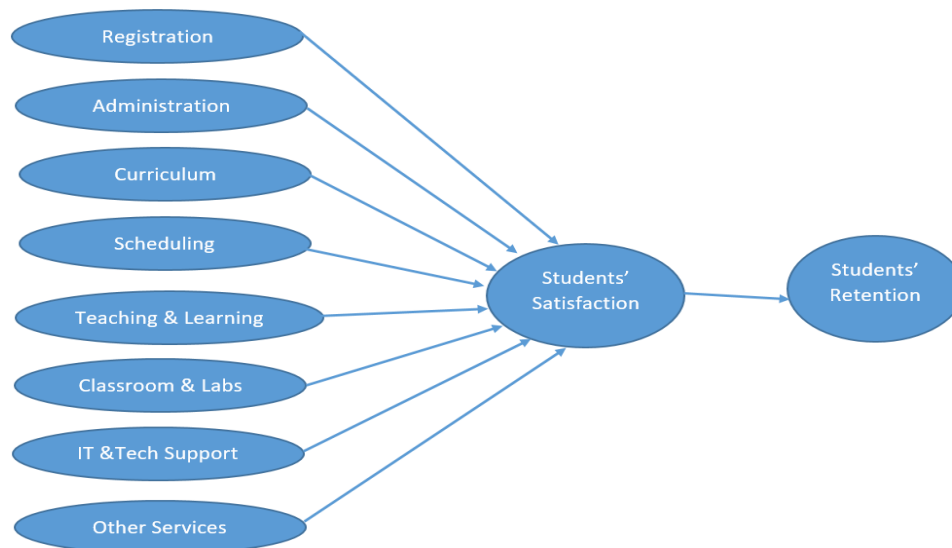 Registration
Administration
Curriculum
Scheduling
Teaching & Learning
Classroom & Labs
IT &Tech Support
Other Services
Students’
Satisfaction
Students’
Retention